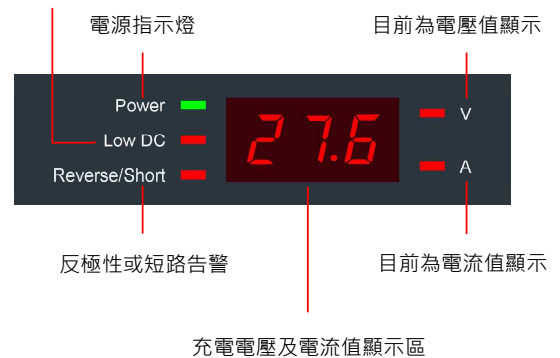 電源指示燈
目前為電壓值顯示
Power
27.6
V
Low DC
A
Reverse/Short
反極性或短路告警
目前為電流值顯示
充電電壓及電流值顯示區